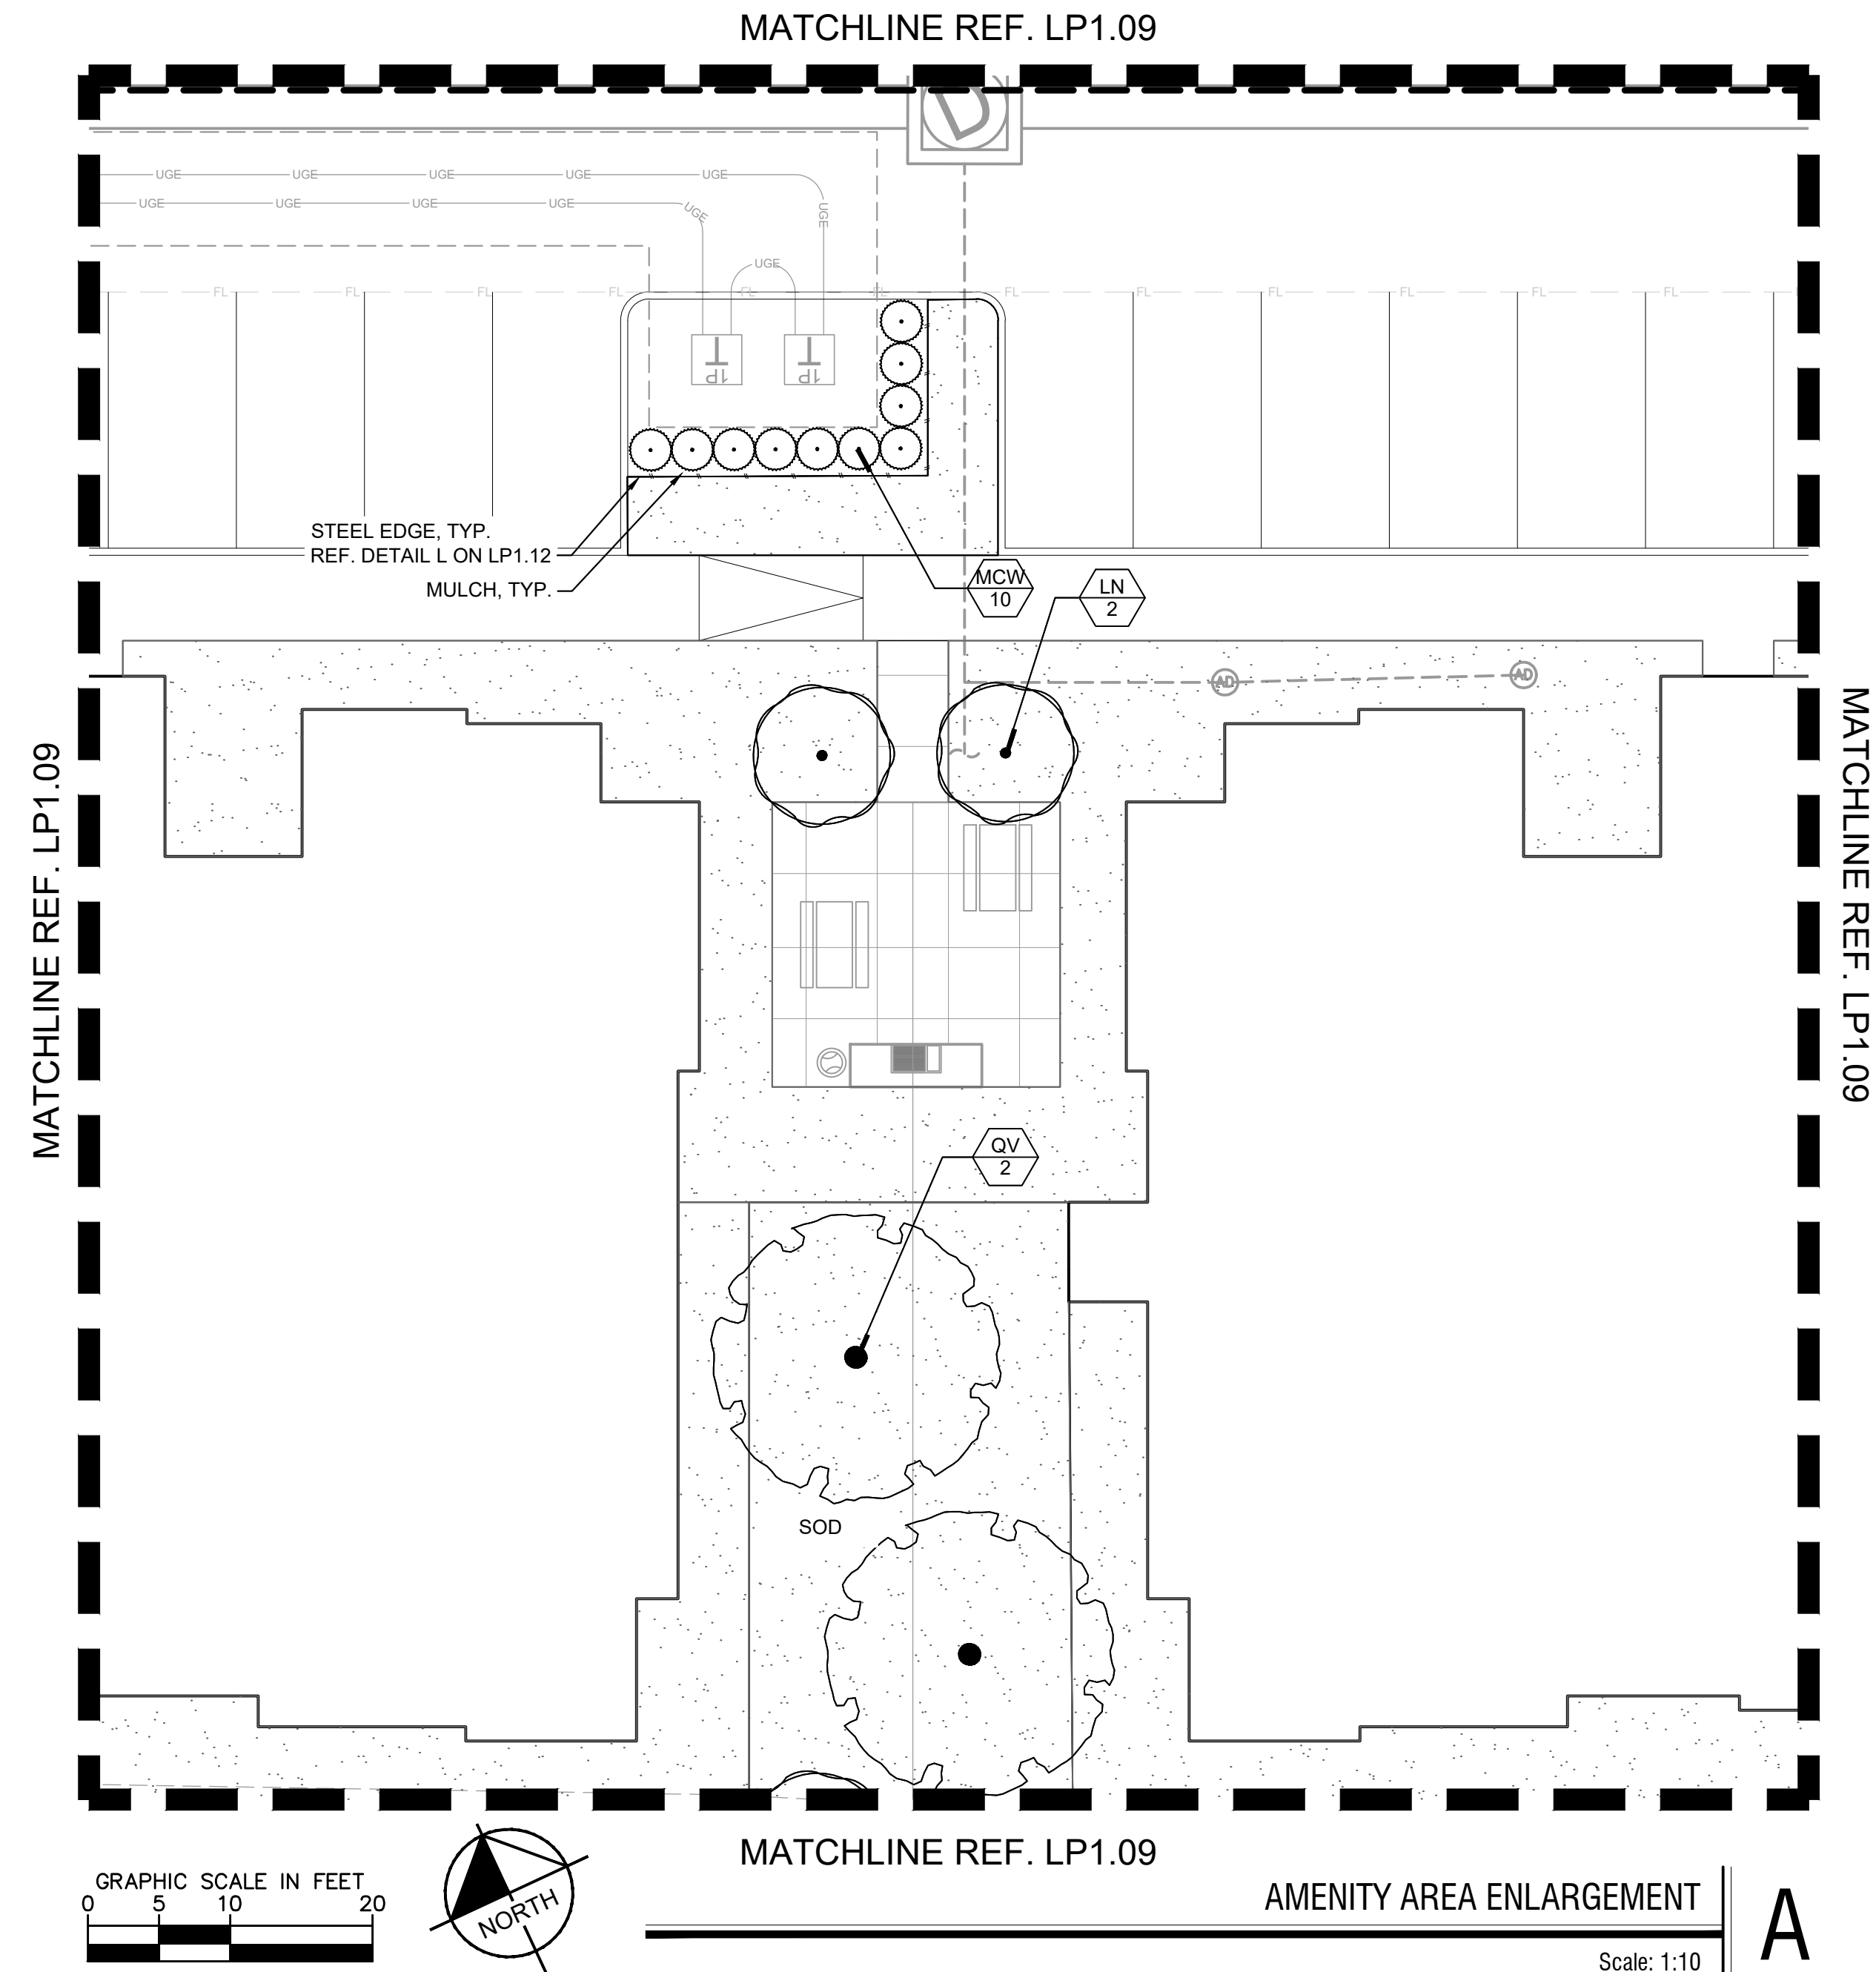 MATCHLINE REF. LP1.09
D
UGE UGE UGE UGE UGE
UGE UGE UGE UGE UGE UGE
UGE
FL FL FL FL FL FL FL FL FL FL FL FL
T T
1P 1P
STEEL EDGE, TYP.
REF. DETAIL L ON LP1.12
MULCH, TYP.
MCW
10
LN
2
AD AD
MATCHLINE REF. LP1.09
MATCHLINE REF. LP1.09
QV
2
SOD
MATCHLINE REF. LP1.09
GRAPHIC SCALE IN FEET
0 5 10 20
NORTH
AMENITY AREA ENLARGEMENT
A
Scale: 1:10